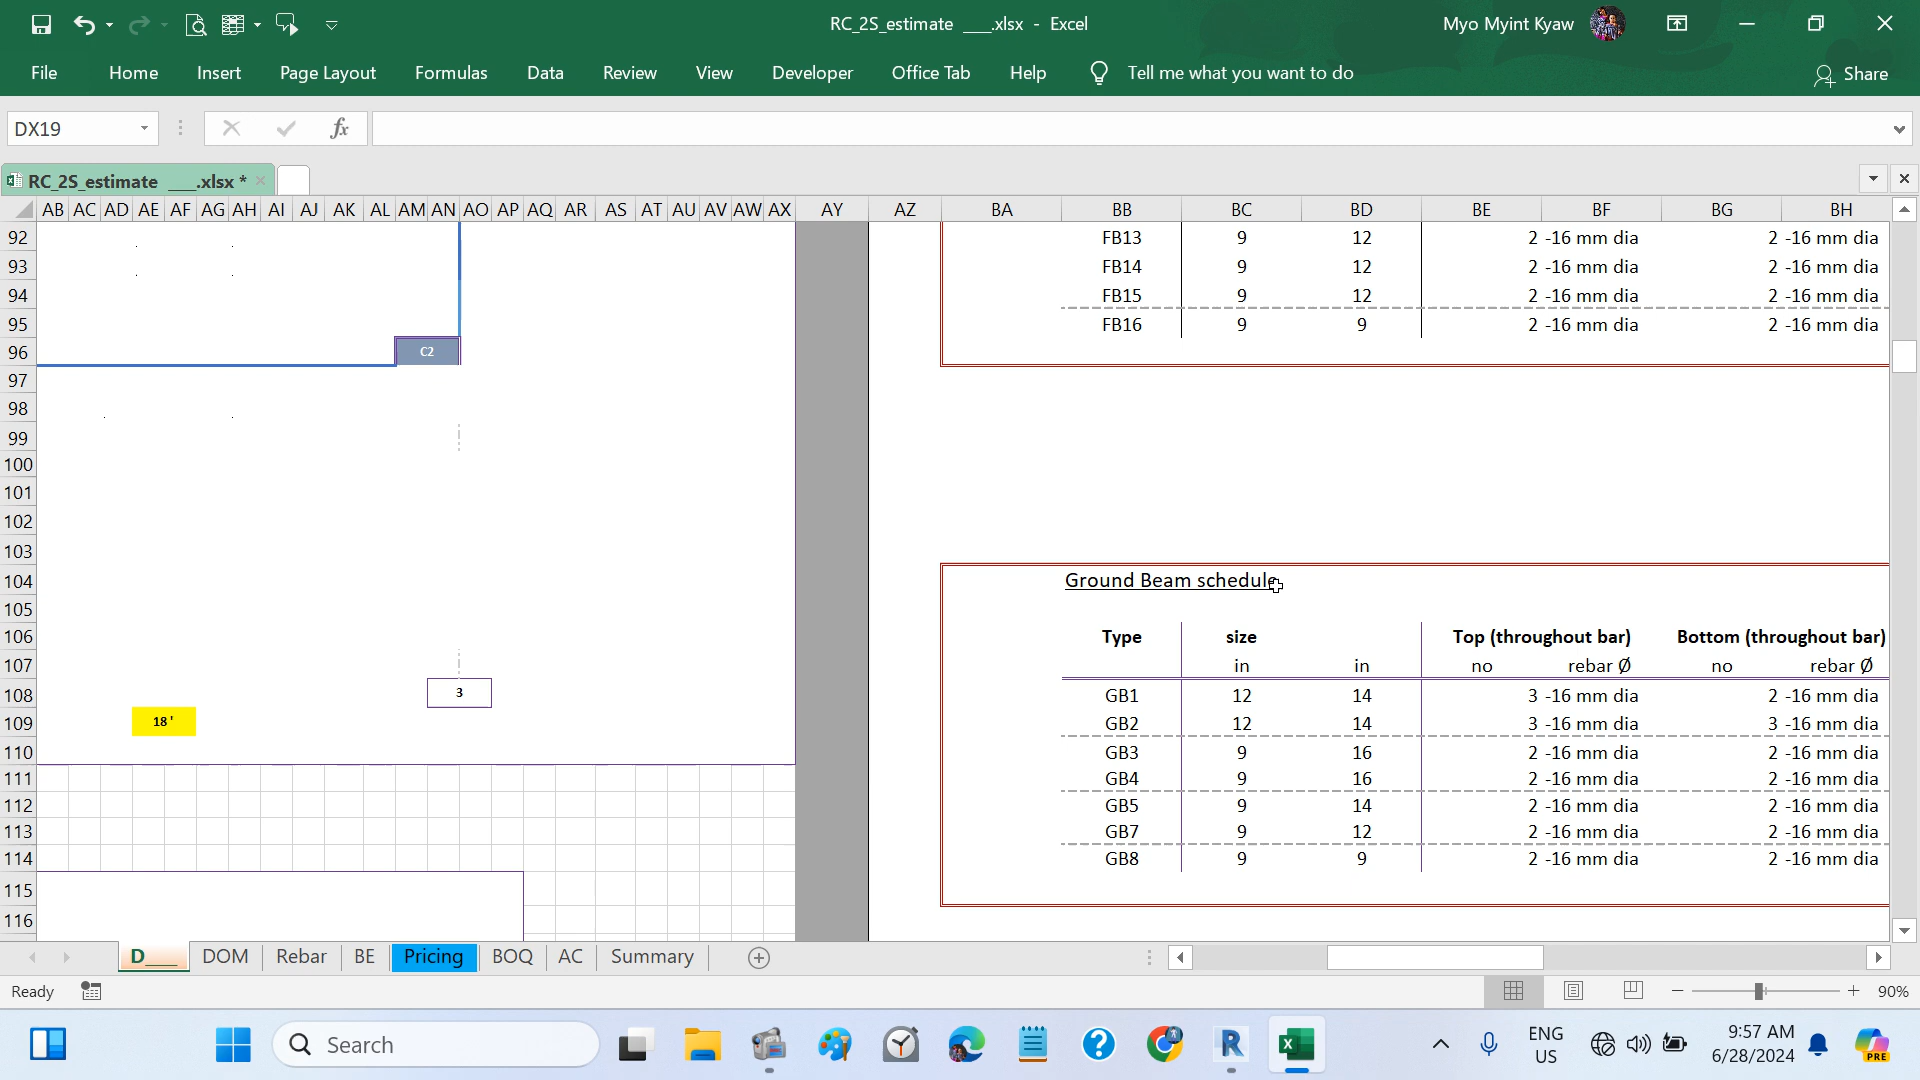 RC_2S_estimate ___.xlsx - Excel
Myo Myint Kyaw
File Home Insert Page Layout Formulas Data Review View Developer Office Tab Help Tell me what you want to do Share
DX19 fx
RC_2S_estimate ___.xlsx *
AB AC AD AE AF AG AH AI AJ AK AL AM AN AO AP AQ AR AS AT AU AV AW AX AY AZ BA BB BC BD BE BF BG BH
92 FB13 9 12 2 -16 mm dia 2 -16 mm dia
93 FB14 9 12 2 -16 mm dia 2 -16 mm dia
94 FB15 9 12 2 -16 mm dia 2 -16 mm dia
95 FB16 9 9 2 -16 mm dia 2 -16 mm dia
96 C2
97
98
99
100
101
102
103
104 Ground Beam schedule
105
106 Type size Top (throughout bar) Bottom (throughout bar)
107 in in no rebar Ø no rebar Ø
108 3 GB1 12 14 3 -16 mm dia 2 -16 mm dia
109 18 ' GB2 12 14 3 -16 mm dia 3 -16 mm dia
110 GB3 9 16 2 -16 mm dia 2 -16 mm dia
111 GB4 9 16 2 -16 mm dia 2 -16 mm dia
112 GB5 9 14 2 -16 mm dia 2 -16 mm dia
113 GB7 9 12 2 -16 mm dia 2 -16 mm dia
114 GB8 9 9 2 -16 mm dia 2 -16 mm dia
115
116
D___ DOM Rebar BE Pricing BOQ AC Summary
Ready 90%
Search ENG US 9:57 AM 6/28/2024 PRE